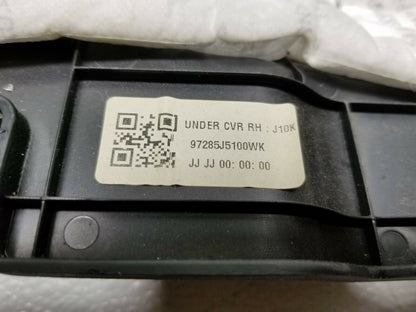 UNDER CVR RH : J10K
97285J5100WK
JJ JJ 00: 00: 00